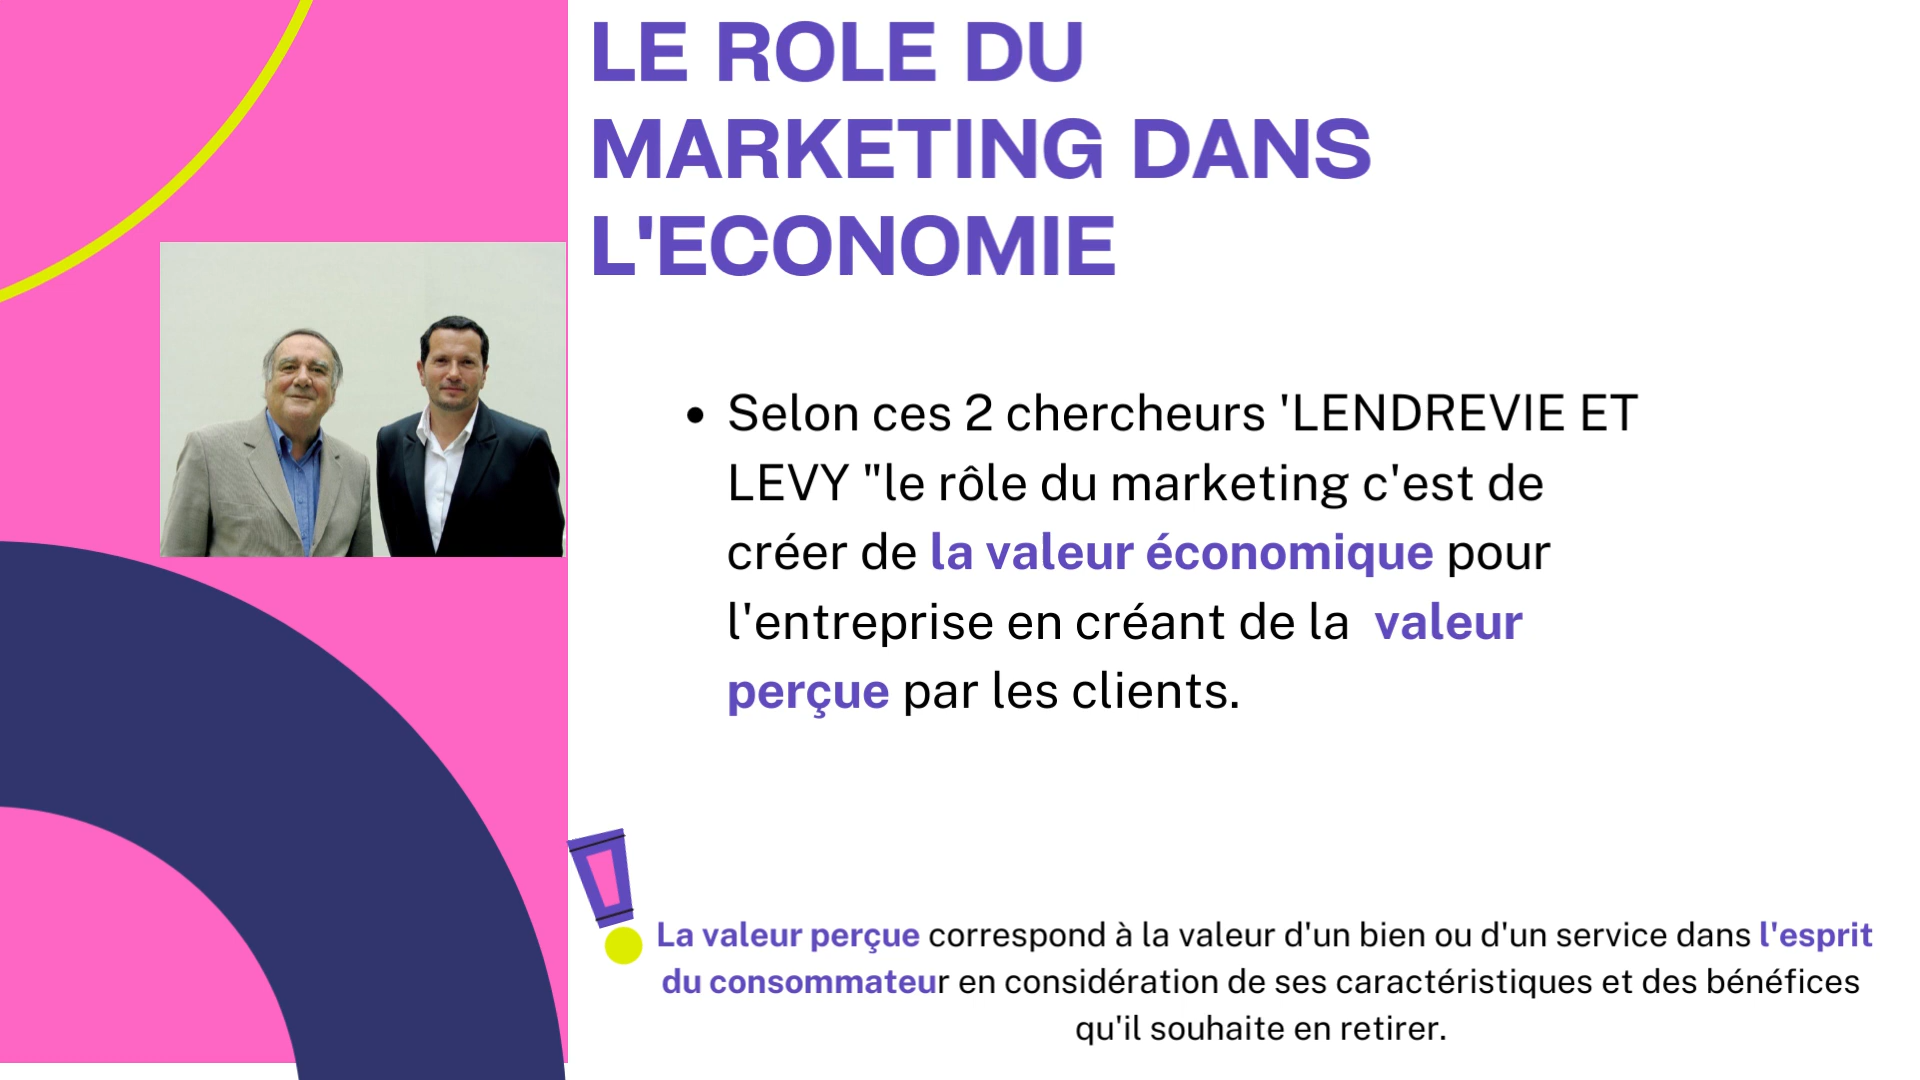 LE ROLE DU
MARKETING DANS
L'ECONOMIE
• Selon ces 2 chercheurs 'LENDREVIE ET
LEVY "le rôle du marketing c'est de
créer de la valeur économique pour
l'entreprise en créant de la valeur
perçue par les clients.
La valeur perçue correspond à la valeur d'un bien ou d'un service dans l'esprit
du consommateur en considération de ses caractéristiques et des bénéfices
qu'il souhaite en retirer.